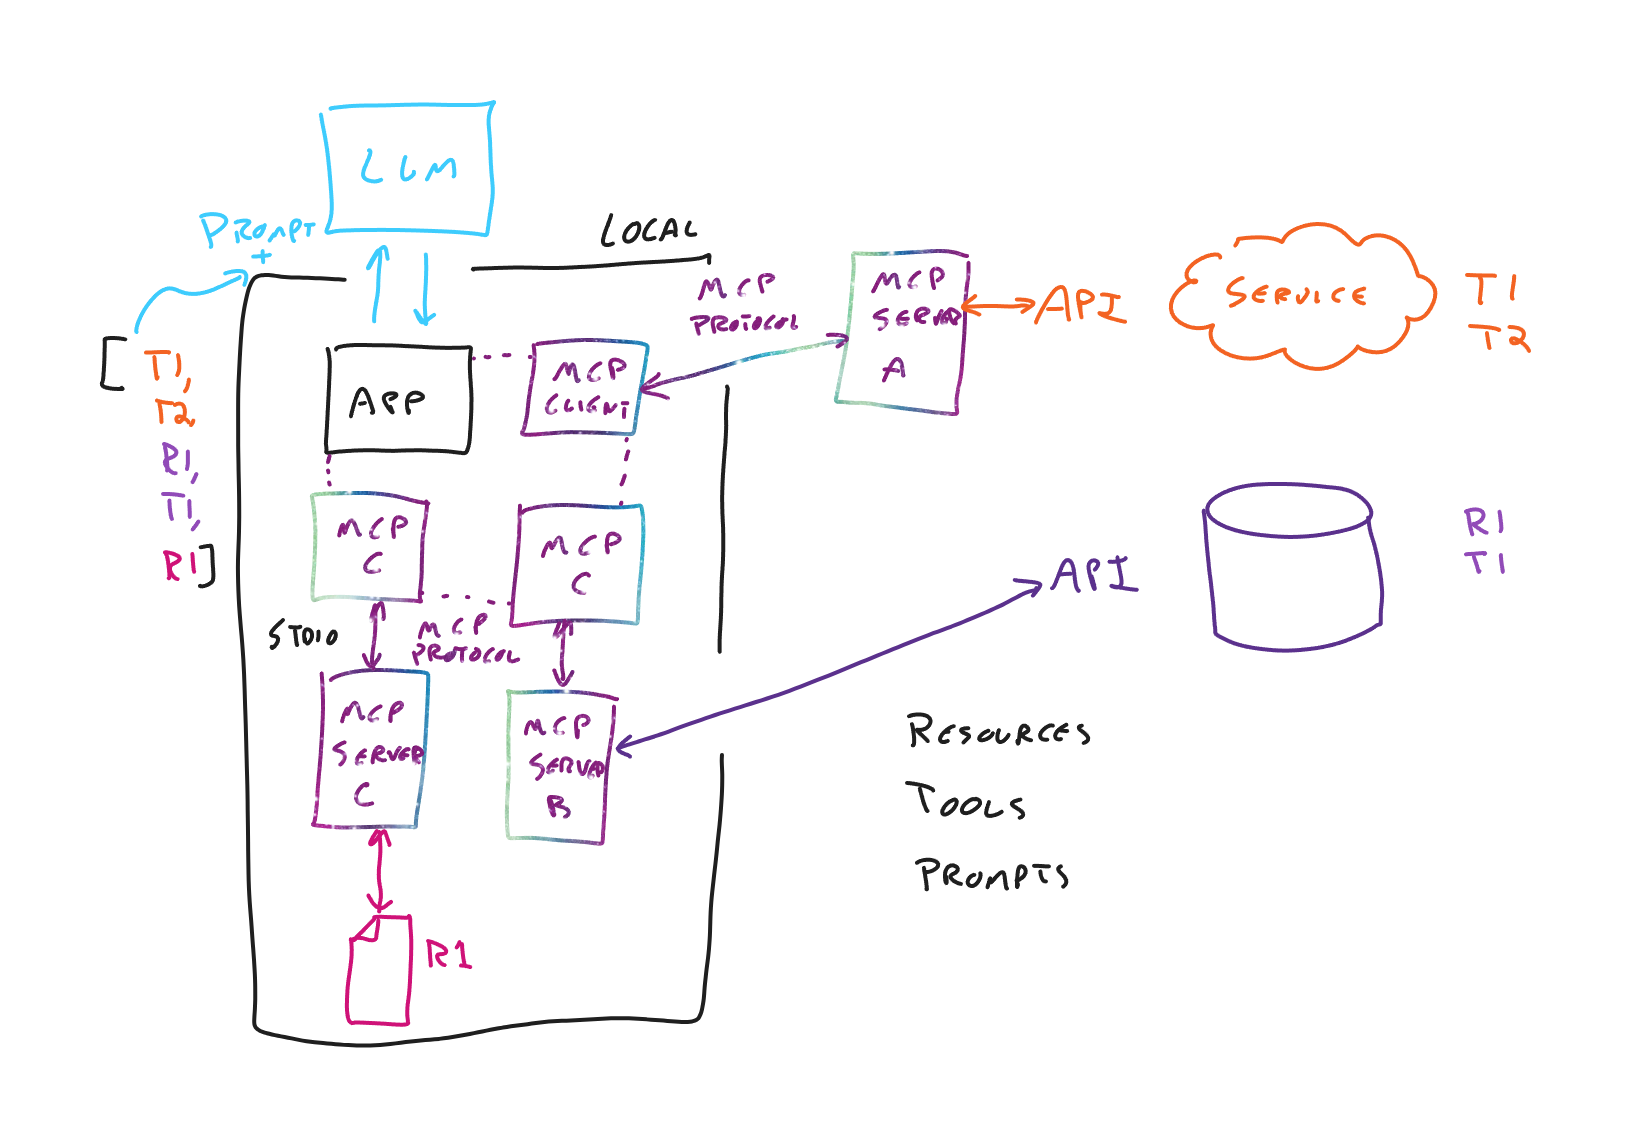 LLM
PROMPT
+
LOCAL
[T1,
T2,
R1,
T1,
R1]
APP
MCP
CLIENT
MCP
PROTOCOL
MCP
SERVER
A
API
SERVICE
T1
T2
MCP
C
MCP
C
STDIO
MCP
PROTOCOL
MCP
SERVER
C
MCP
SERVER
B
API
R1
T1
R1
RESOURCES
TOOLS
PROMPTS